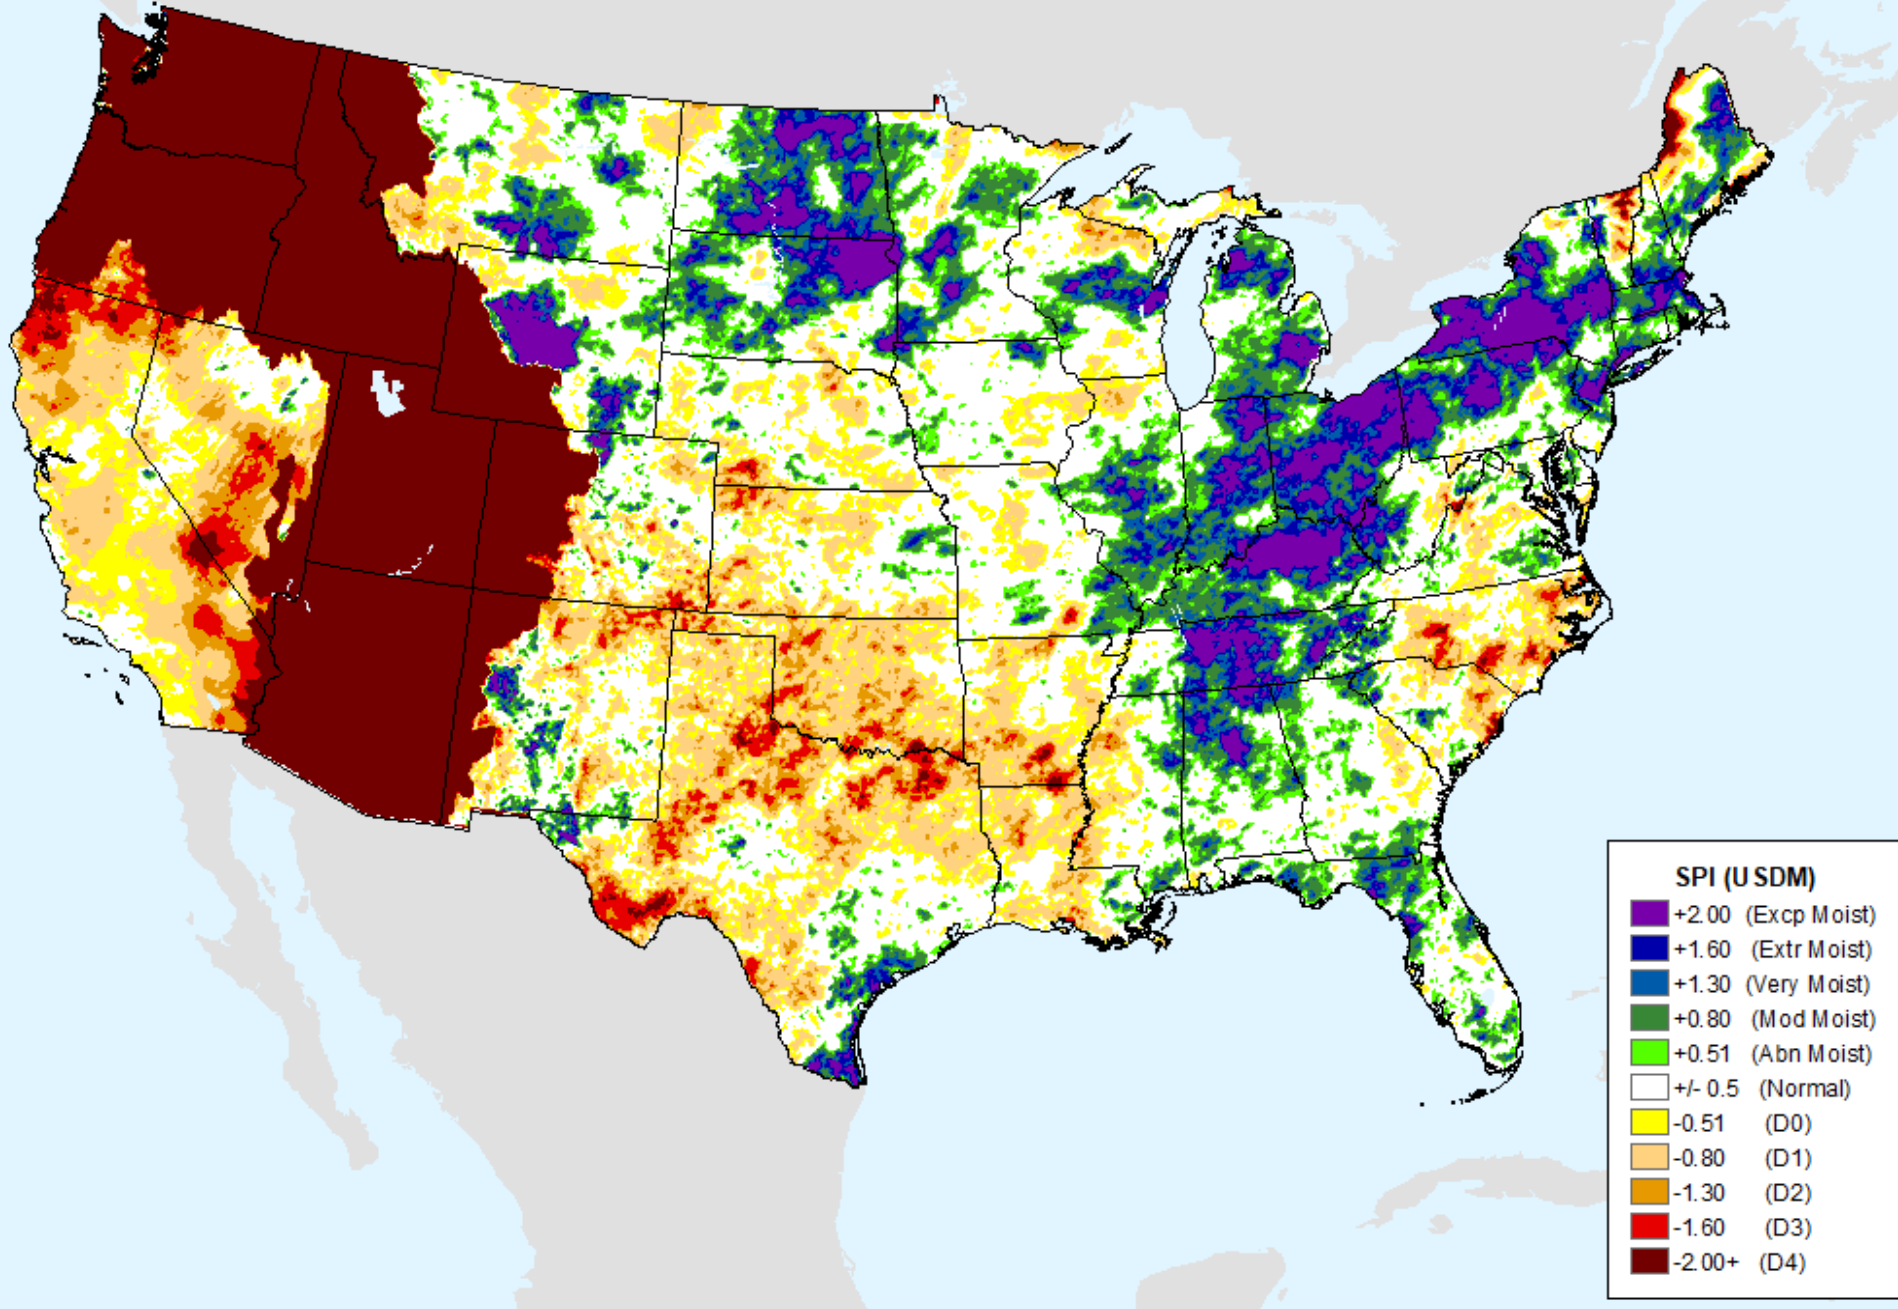 SPI (USDM)
+2.00 (Excp Moist)
+1.60 (Extr Moist)
+1.30 (Very Moist)
+0.80 (Mod Moist)
+0.51 (Abn Moist)
+/- 0.5 (Normal)
-0.51 (D0)
-0.80 (D1)
-1.30 (D2)
-1.60 (D3)
-2.00+ (D4)